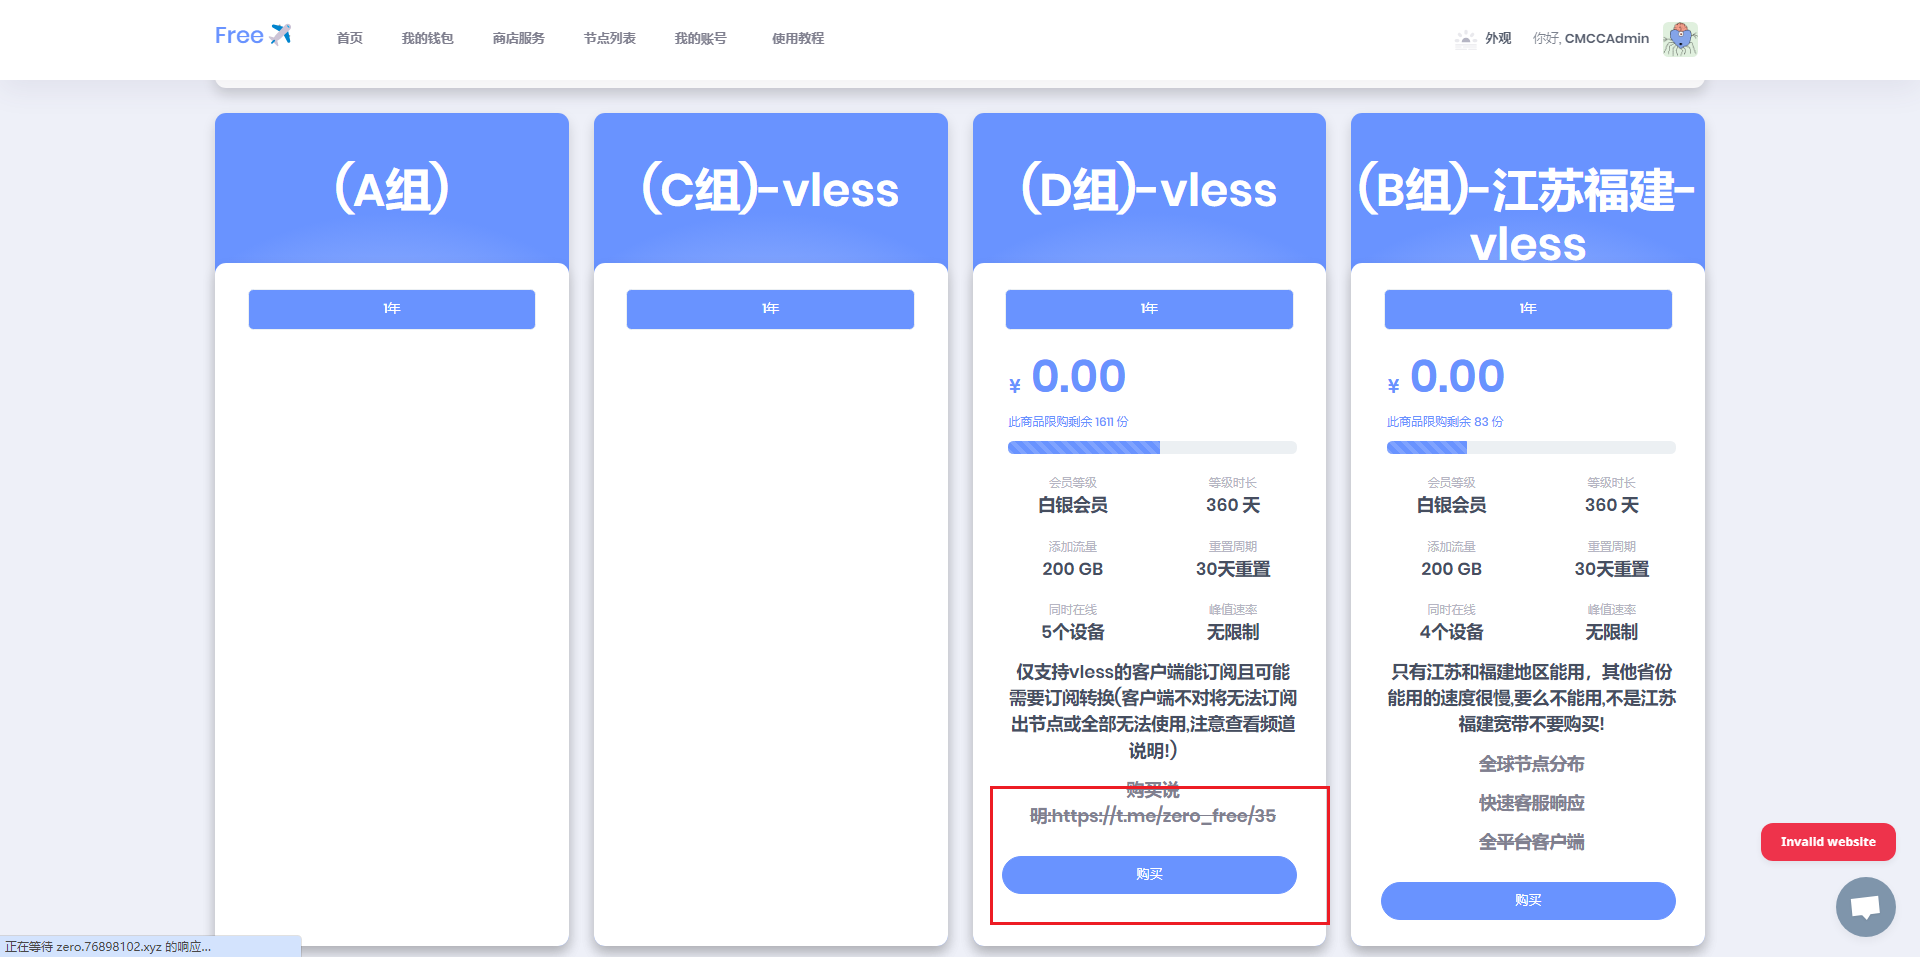 Free
首页
我的钱包
商店服务
节点列表
我的账号
使用教程
外观
你好, CMCCAdmin
(A组)
1年
(C组)-vless
1年
(D组)-vless
1年
¥ 0.00
此商品限购剩余 1611 份
会员等级
等级时长
白银会员
360 天
添加流量
重置周期
200 GB
30天重置
同时在线
峰值速率
5个设备
无限制
仅支持vless的客户端能订阅且可能
需要订阅转换(客户端不对将无法订阅
出节点或全部无法使用,注意查看频道
说明!)
购买说
明:https://t.me/zero_free/35
购买
(B组)-江苏福建-
vless
1年
¥ 0.00
此商品限购剩余 83 份
会员等级
等级时长
白银会员
360 天
添加流量
重置周期
200 GB
30天重置
同时在线
峰值速率
4个设备
无限制
只有江苏和福建地区能用，其他省份
能用的速度很慢,要么不能用,不是江苏
福建宽带不要购买!
全球节点分布
快速客服响应
全平台客户端
购买
Invalid website
正在等待 zero.76898102.xyz 的响应...